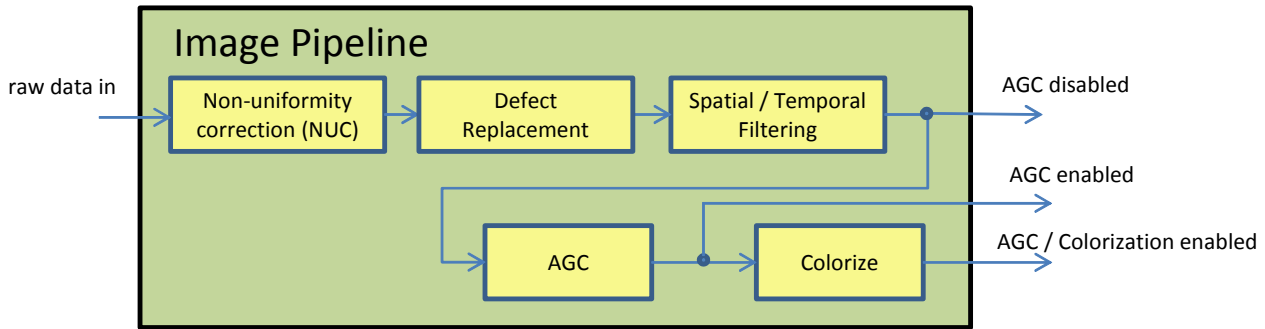 Image Pipeline
raw data in
Non-uniformity
correction (NUC)
Defect
Replacement
Spatial / Temporal
Filtering
AGC disabled
AGC enabled
AGC
Colorize
AGC / Colorization enabled